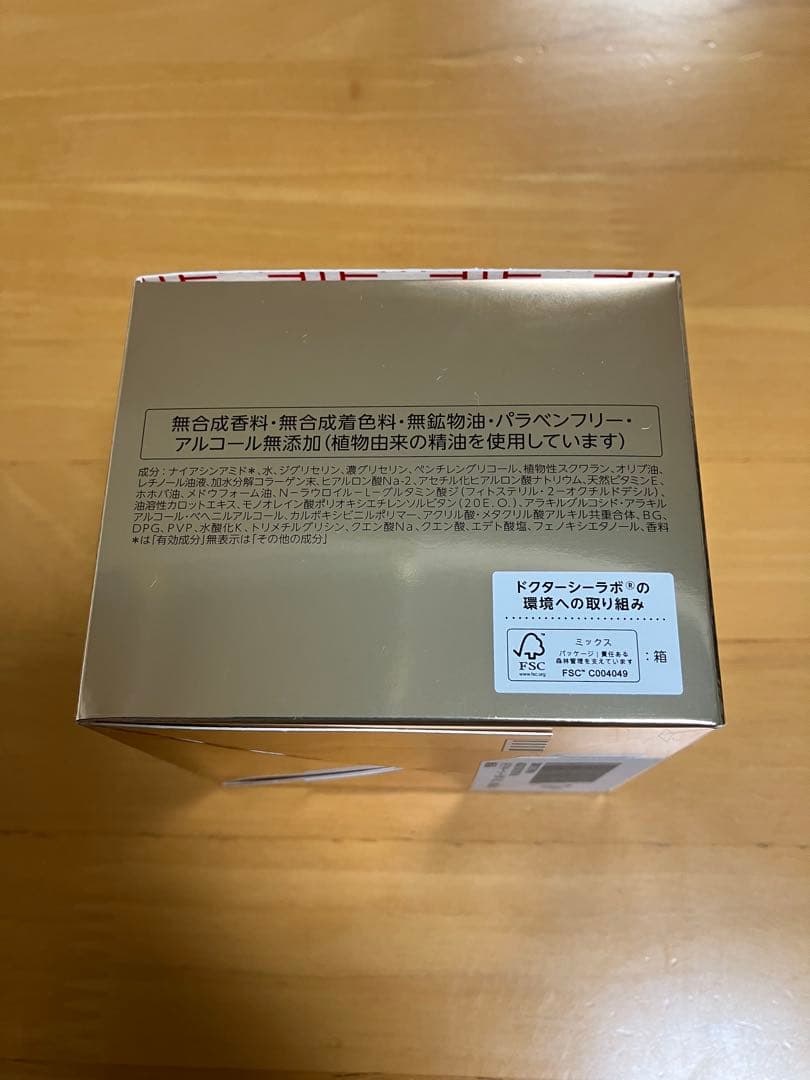 無合成香料・無合成着色料・無鉱物油・パラベンフリー・
アルコール無添加(植物由来の精油を使用しています)
成分:ナイアシンアミド*、水、ジグリセリン、濃グリセリン、ペンチレングリコール、植物性スクワラン、オリブ油、
レチノール油液、加水分解コラーゲン末、ヒアルロン酸Na-2、アセチル化ヒアルロン酸ナトリウム、天然ビタミンE、
ホホバ油、メドウフォーム油、N-ラウロイル-L-グルタミン酸ジ(フィトステリル・2-オクチルドデシル)、
油溶性カロットエキス、モノオレイン酸ポリオキシエチレンソルビタン(20E.O.)、アラキルグルコシド・アラキル
アルコール・ベヘニルアルコール、カルボキシビニルポリマー、アクリル酸・メタクリル酸アルキル共重合体、BG、
DPG、PVP、水酸化K、トリメチルグリシン、クエン酸Na、クエン酸、エデト酸塩、フェノキシエタノール、香料
*は「有効成分」無表示は「その他の成分」
ドクターシーラボ®の
環境への取り組み
FSC
www.fsc.org
ミックス
パッケージ|責任ある
森林管理を支えています
FSC™ C004049
:箱